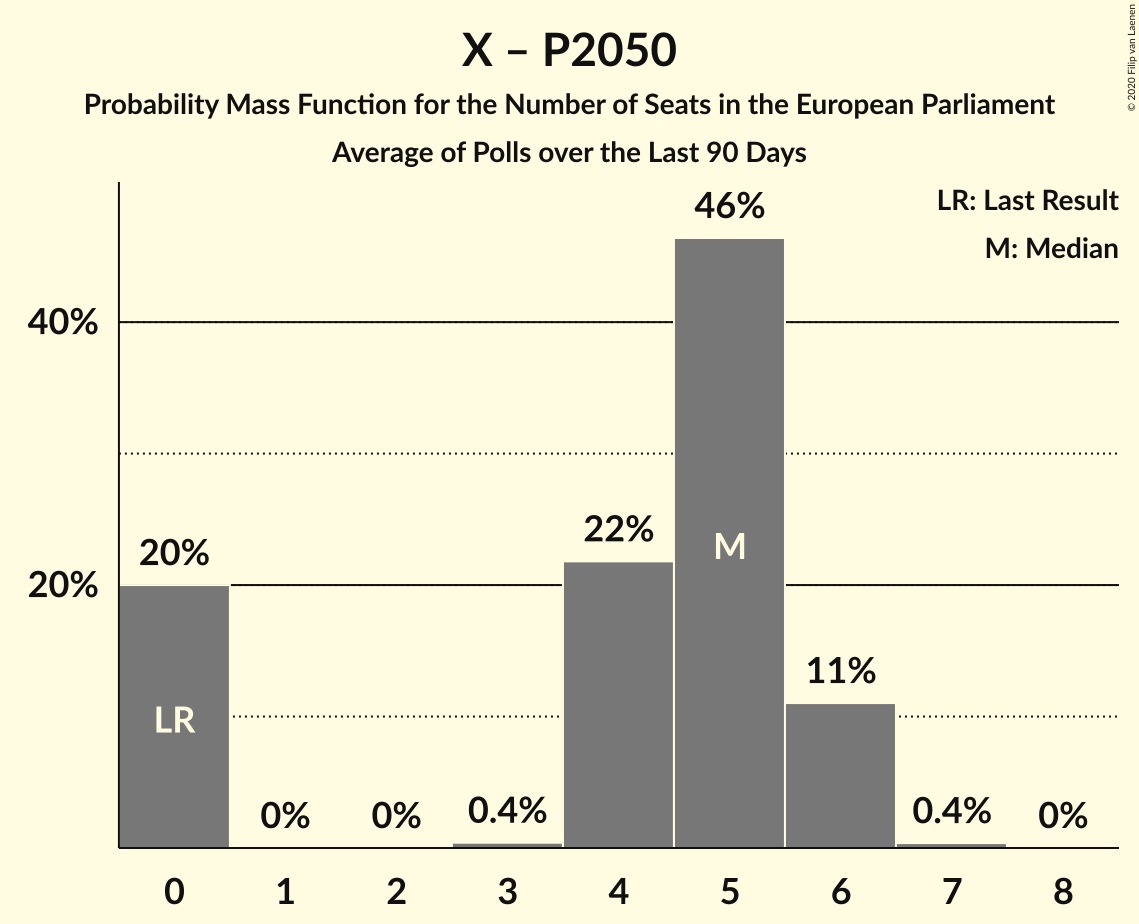 X – P2050
Probability Mass Function for the Number of Seats in the European Parliament
Average of Polls over the Last 90 Days
© 2020 Filip van Laenen
LR: Last Result
M: Median
46%
40%
22%
M
20%
20%
11%
LR
0%
0%
0.4%
0.4%
0%
0 1 2 3 4 5 6 7 8